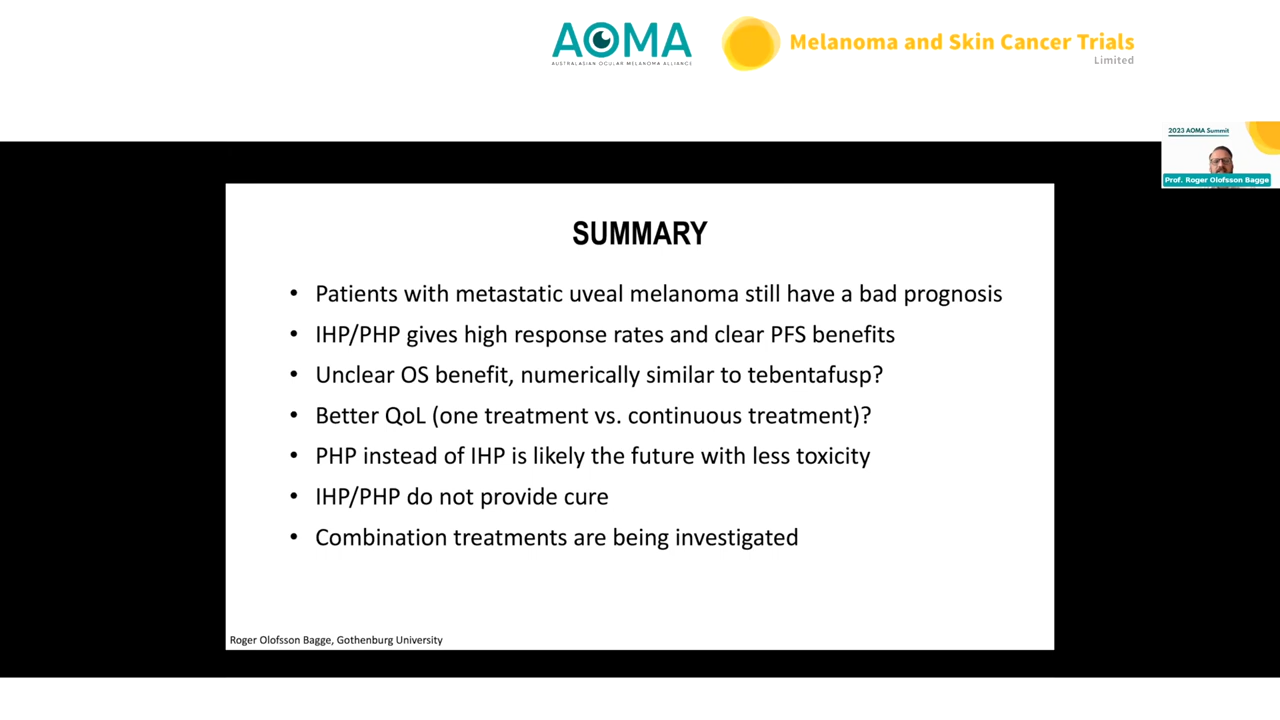 AOMA
AUSTRALASIAN OCULAR MELANOMA ALLIANCE
Melanoma and Skin Cancer Trials
Limited
2023 AOMA Summit
Prof. Roger Olofsson Bagge
SUMMARY
• Patients with metastatic uveal melanoma still have a bad prognosis
• IHP/PHP gives high response rates and clear PFS benefits
• Unclear OS benefit, numerically similar to tebentafusp?
• Better QoL (one treatment vs. continuous treatment)?
• PHP instead of IHP is likely the future with less toxicity
• IHP/PHP do not provide cure
• Combination treatments are being investigated
Roger Olofsson Bagge, Gothenburg University